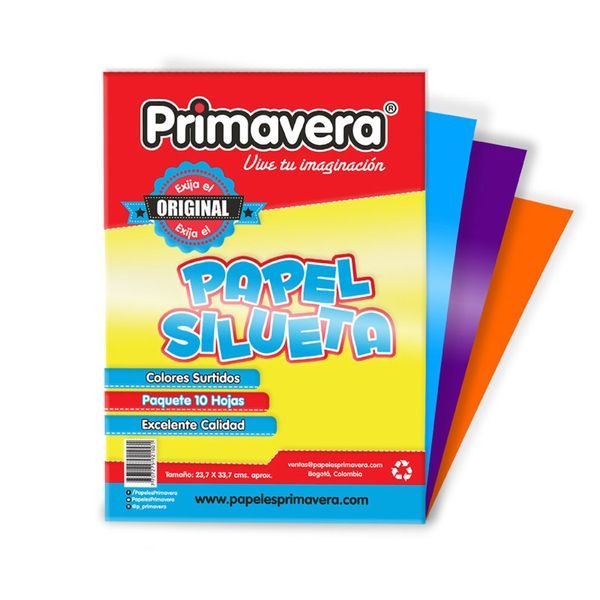 Primavera®
Vive tu imaginación
Exija el
ORIGINAL
Exija el
PAPEL
SILUETA
Colores Surtidos
Paquete 10 Hojas
Excelente Calidad
Tamaño: 23,7 X 33,7 cms. aprox.
ventas@papelesprimavera.com
Bogotá, Colombia
/PapelesPrimavera
PapelesPrimavera
@p_primavera
www.papelesprimavera.com